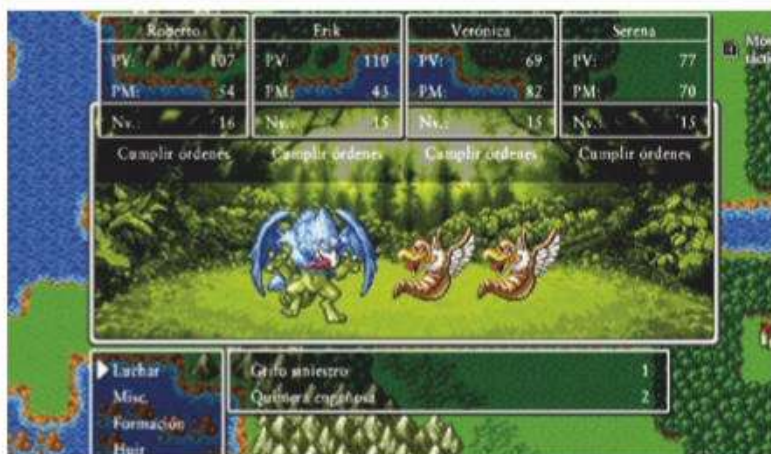 Roberto Erik Verónica Serena
PV: 107 PV: 110 PV: 69 PV: 77
PM: 54 PM: 43 PM: 82 PM: 70
Nv.: 16 Nv.: 15 Nv.: 15 Nv.: 15
Cumplir órdenes Cumplir órdenes Cumplir órdenes Cumplir órdenes
Luchar
Misc.
Formación
Huir
Grifo siniestro 1
Quimera engañosa 2